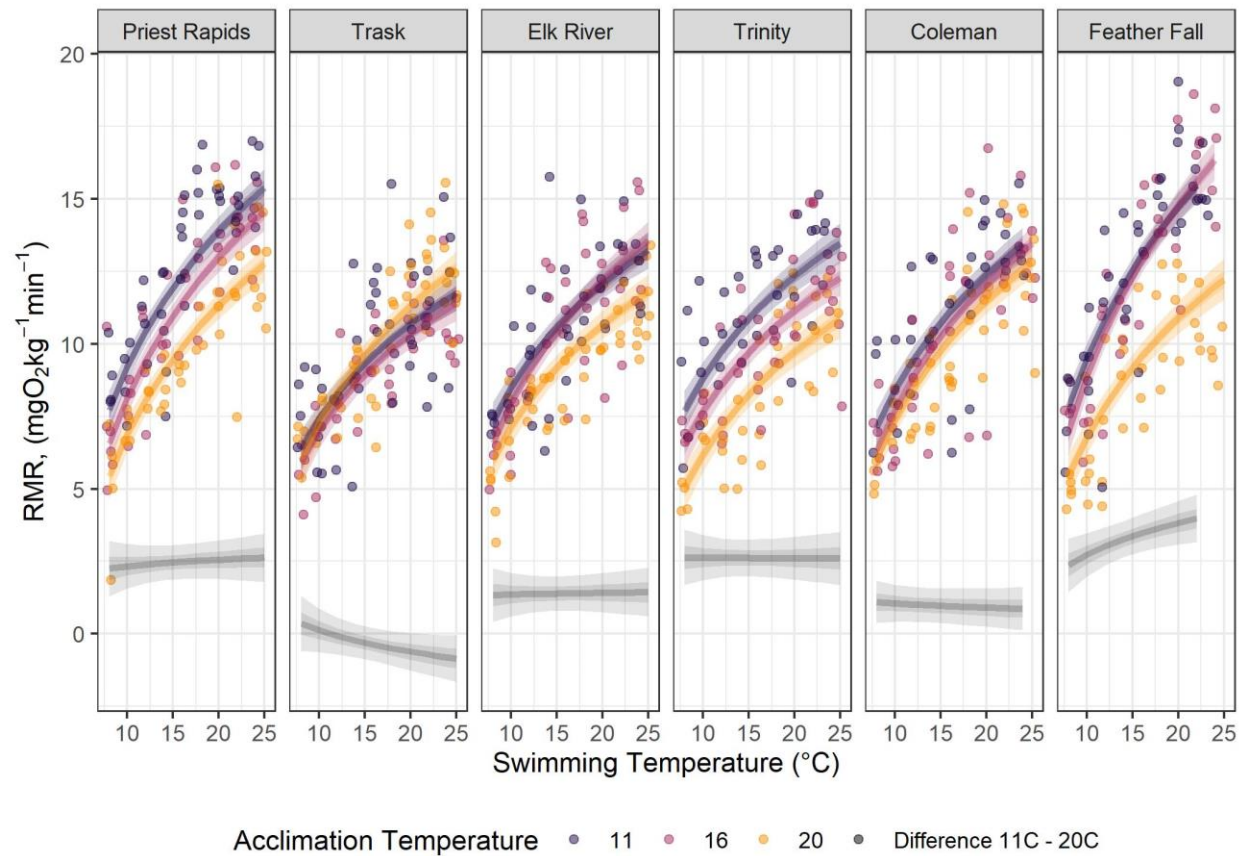 Priest Rapids Trask Elk River Trinity Coleman Feather Fall
20
15
10
5
0
RMR, (mgO₂kg⁻¹min⁻¹)
10 15 20 25 10 15 20 25 10 15 20 25 10 15 20 25 10 15 20 25 10 15 20 25
Swimming Temperature (°C)
Acclimation Temperature 11 16 20 Difference 11C - 20C